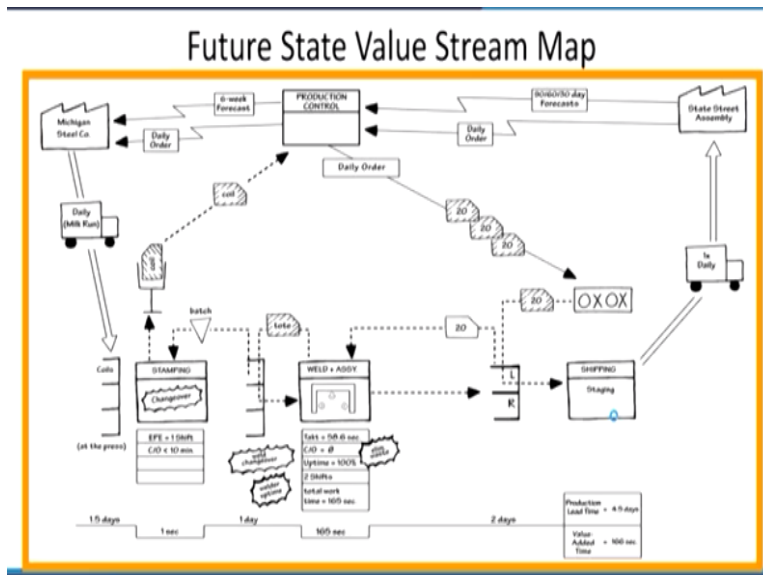 Future State Value Stream Map
Michigan
Steel Co.
6-week
Forecast
Daily
Order
PRODUCTION
CONTROL
90/60/30 day
Forecasts
Daily
Order
State Street
Assembly
Daily Order
coil
20
20
20
Daily
(Milk Run)
coil
1x
Daily
20
OXOX
batch
tote
20
Coils
STAMPING
Changeover
WELD + ASSY
L
R
SHIPPING
Staging
(at the press)
EPE = 1 Shift
C/O < 10 min
Takt = 58.6 sec
C/O = Ø
Uptime = 100%
2 Shifts
total work
time = 165 sec
weld
changeover
welder
uptime
1.5 days
1 sec
1 day
165 sec
2 days
Production
Lead Time = 4.5 days
Value-
Added = 166 sec
Time